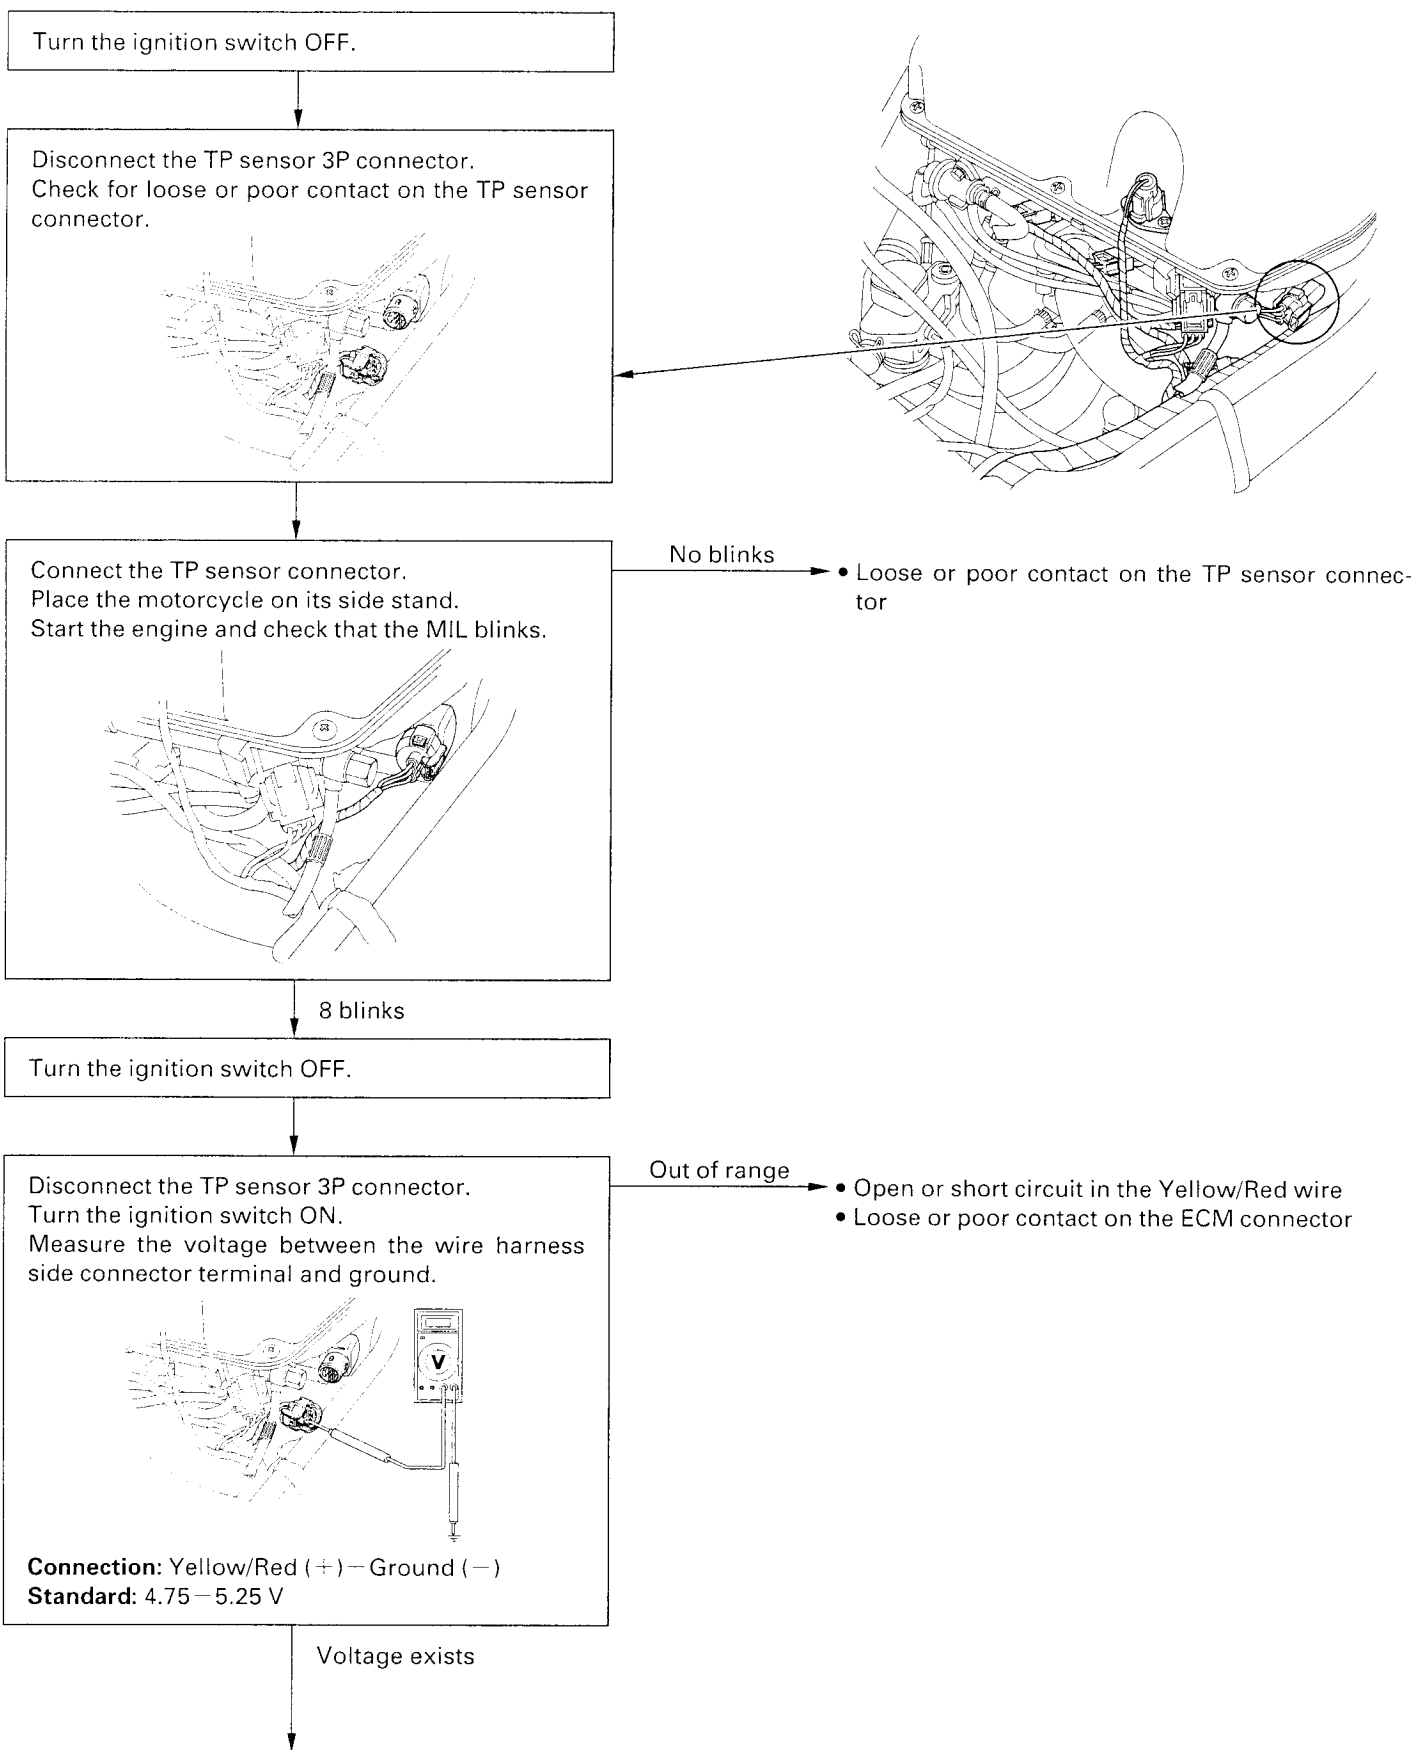 Turn the ignition switch OFF.
Disconnect the TP sensor 3P connector.
Check for loose or poor contact on the TP sensor
connector.
Connect the TP sensor connector.
Place the motorcycle on its side stand.
Start the engine and check that the MIL blinks.
No blinks
• Loose or poor contact on the TP sensor connec-
tor
8 blinks
Turn the ignition switch OFF.
Disconnect the TP sensor 3P connector.
Turn the ignition switch ON.
Measure the voltage between the wire harness
side connector terminal and ground.
Out of range
• Open or short circuit in the Yellow/Red wire
• Loose or poor contact on the ECM connector
V
Connection: Yellow/Red (+)－Ground (－)
Standard: 4.75－5.25 V
Voltage exists